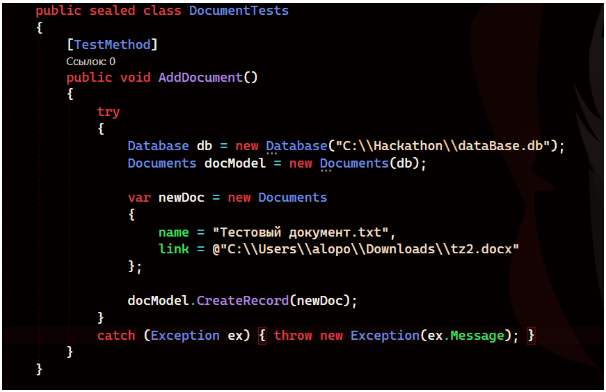 public sealed class DocumentTests
{
[TestMethod]
Ссылок: 0
public void AddDocument()
{
try
{
Database db = new Database("C:\\Hackathon\\dataBase.db");
Documents docModel = new Documents(db);
var newDoc = new Documents
{
name = "Тестовый документ.txt",
link = @"C:\\Users\\alopo\\Downloads\\tz2.docx"
};
docModel.CreateRecord(newDoc);
}
catch (Exception ex) { throw new Exception(ex.Message); }
}
}